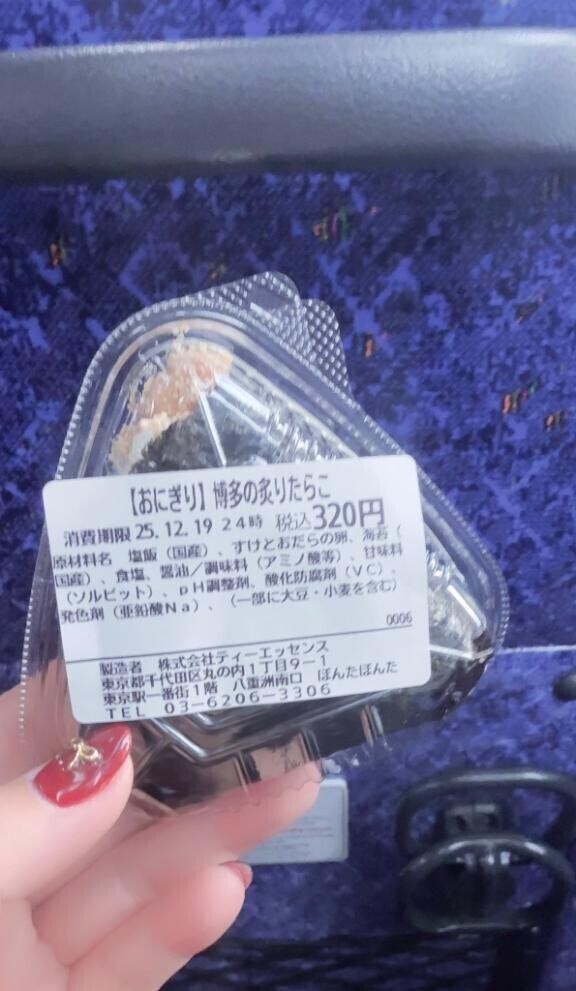 【おにぎり】博多の炙りたらこ
消費期限 25.12.19 24時 税込320円
原材料名 塩飯（国産）、すけとおだらの卵、海苔（
国産）、食塩、醤油／調味料（アミノ酸等）、甘味料
（ソルビット）、pH調整剤、酸化防腐剤（VC）、
発色剤（亜鉛酸Na）、（一部に大豆・小麦を含む）
0006
製造者 株式会社ティーエッセンス
東京都千代田区丸の内1丁目9-1
東京駅一番街1階 八重洲南口 ぼんたぼんた
TEL 03-6206-3306